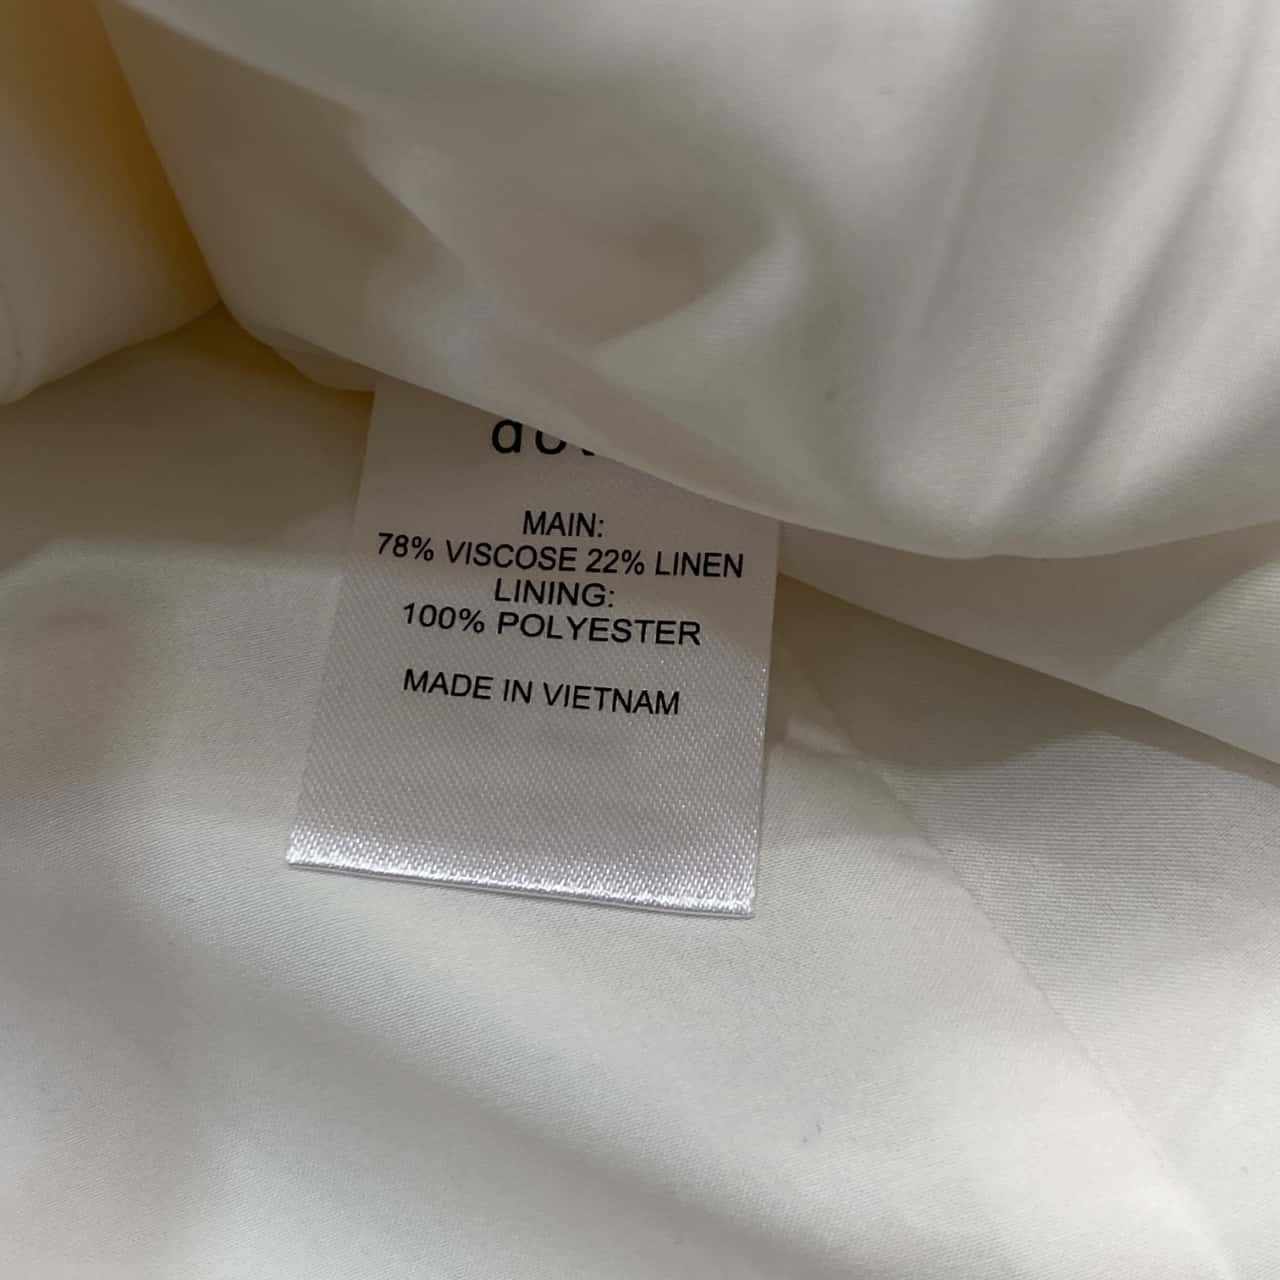 MAIN:
78% VISCOSE 22% LINEN
LINING:
100% POLYESTER
MADE IN VIETNAM